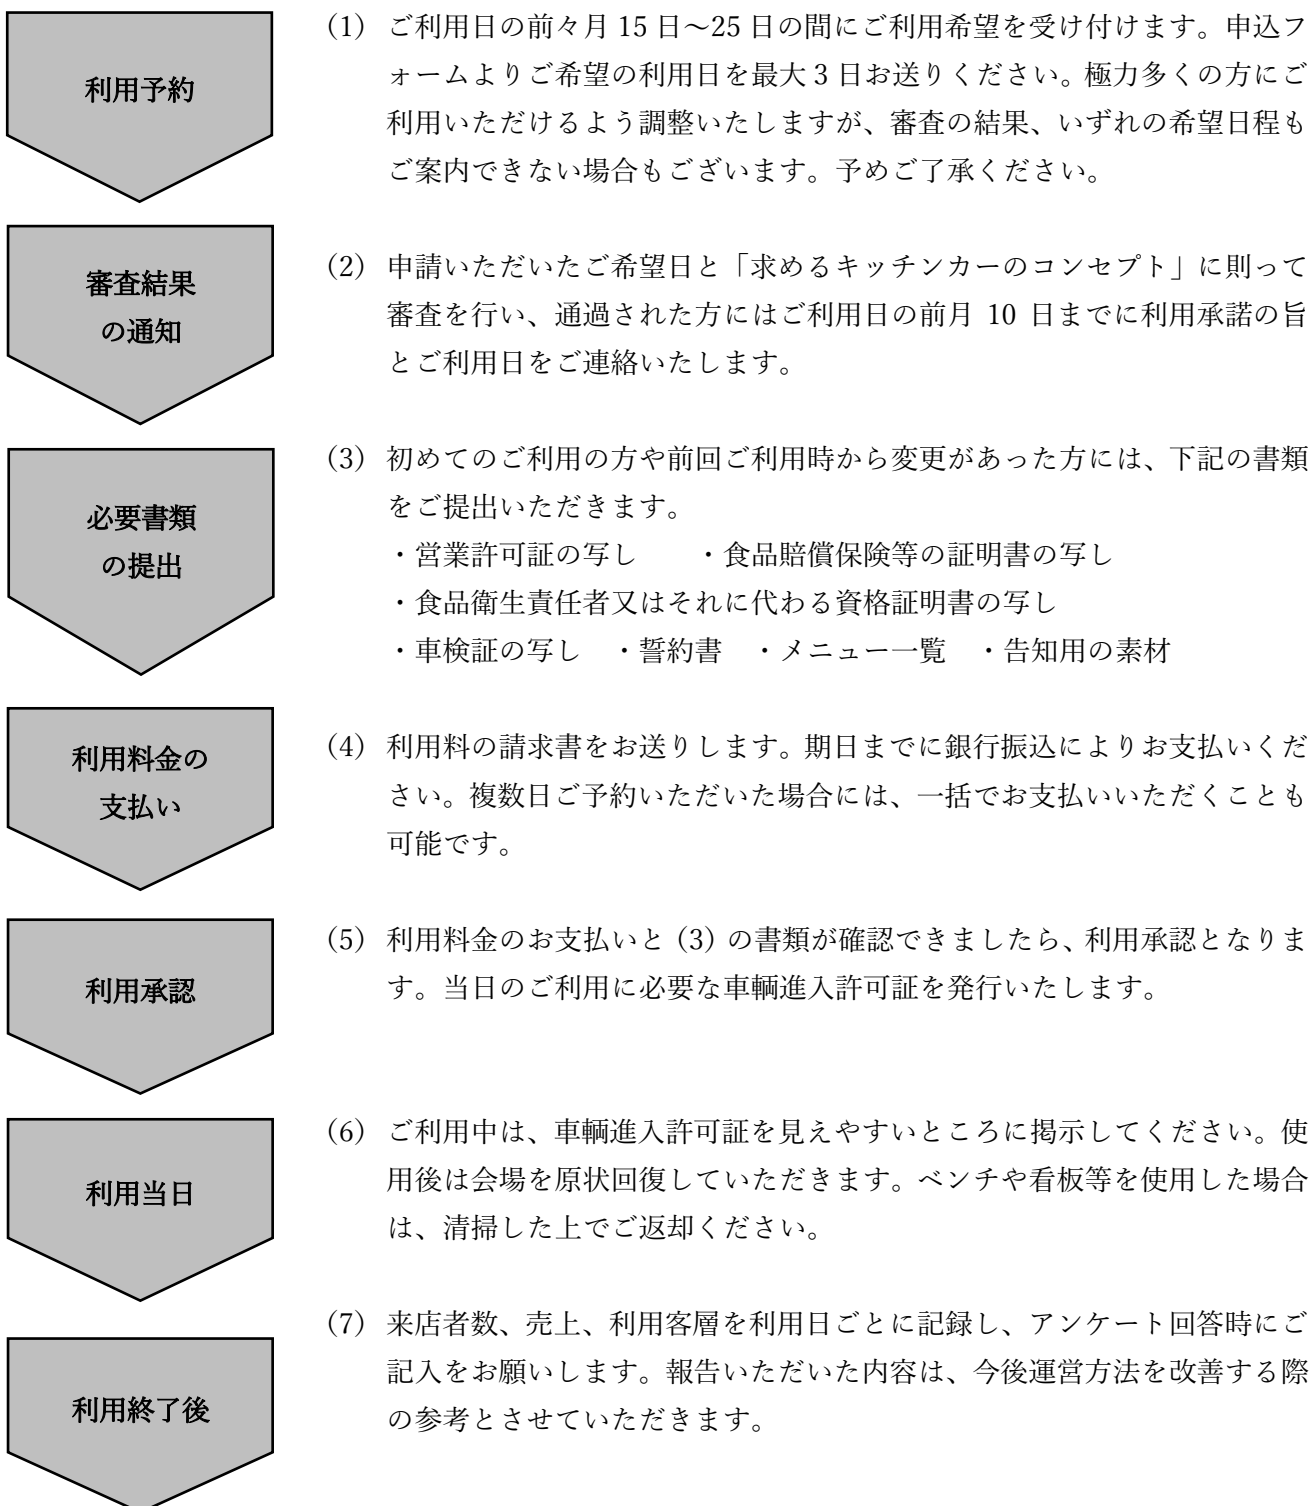 利用予約
(1) ご利用日の前々月 15 日～25 日の間にご利用希望を受け付けます。申込フ
ォームよりご希望の利用日を最大 3 日お送りください。極力多くの方にご
利用いただけるよう調整いたしますが、審査の結果、いずれの希望日程も
ご案内できない場合もございます。予めご了承ください。
審査結果
の通知
(2) 申請いただいたご希望日と「求めるキッチンカーのコンセプト」に則って
審査を行い、通過された方にはご利用日の前月 10 日までに利用承諾の旨
とご利用日をご連絡いたします。
必要書類
の提出
(3) 初めてのご利用の方や前回ご利用時から変更があった方には、下記の書類
をご提出いただきます。
・営業許可証の写し ・食品賠償保険等の証明書の写し
・食品衛生責任者又はそれに代わる資格証明書の写し
・車検証の写し ・誓約書 ・メニュー一覧 ・告知用の素材
利用料金の
支払い
(4) 利用料の請求書をお送りします。期日までに銀行振込によりお支払いくだ
さい。複数日ご予約いただいた場合には、一括でお支払いいただくことも
可能です。
利用承認
(5) 利用料金のお支払いと (3) の書類が確認できましたら、利用承認となりま
す。当日のご利用に必要な車輌進入許可証を発行いたします。
利用当日
(6) ご利用中は、車輌進入許可証を見えやすいところに掲示してください。使
用後は会場を原状回復していただきます。ベンチや看板等を使用した場合
は、清掃した上でご返却ください。
利用終了後
(7) 来店者数、売上、利用客層を利用日ごとに記録し、アンケート回答時にご
記入をお願いします。報告いただいた内容は、今後運営方法を改善する際
の参考とさせていただきます。